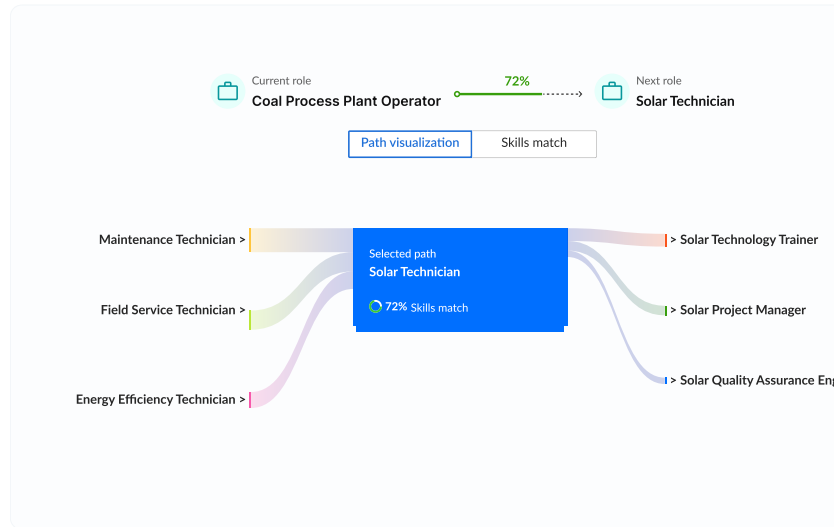 Current role
Coal Process Plant Operator
72%
Next role
Solar Technician
Path visualization
Skills match
Maintenance Technician >
Field Service Technician >
Energy Efficiency Technician >
Selected path
Solar Technician
72% Skills match
> Solar Technology Trainer
> Solar Project Manager
> Solar Quality Assurance Eng